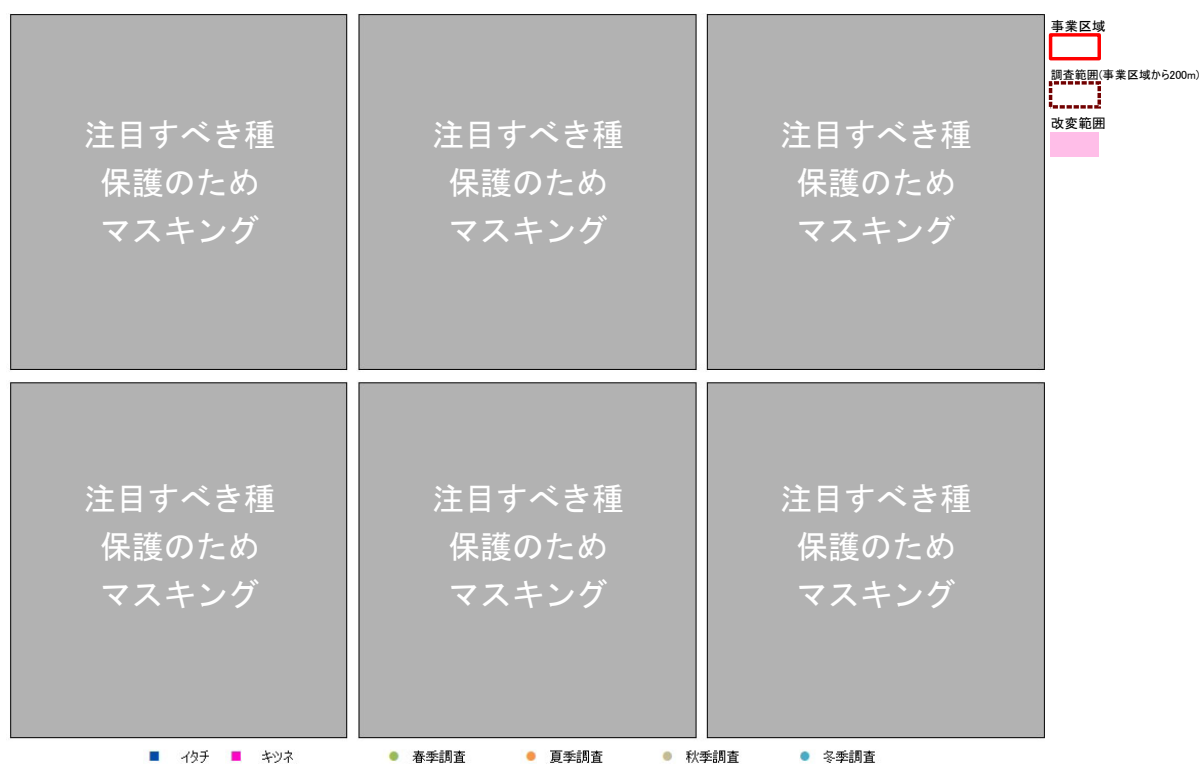 注目すべき種
保護のため
マスキング
注目すべき種
保護のため
マスキング
注目すべき種
保護のため
マスキング
事業区域
調査範囲(事業区域から200m)
改変範囲
注目すべき種
保護のため
マスキング
注目すべき種
保護のため
マスキング
注目すべき種
保護のため
マスキング
イタチ キツネ 春季調査 夏季調査 秋季調査 冬季調査